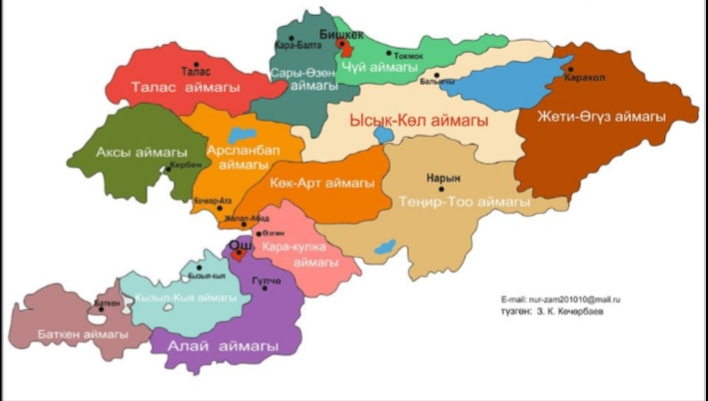 Бишкек
Кара-Балта
Токмок
Чүй аймагы
Талас
Талас аймагы
Сары-Өзөн
аймагы
Балыкчы
Каракол
Ысык-Көл аймагы
Жети-Өгүз аймагы
Аксы аймагы
Кербен
Арсланбап
аймагы
Көк-Арт аймагы
Нарын
Теңир-Тоо аймагы
Кочкор-Ата
Жалал-Абад
Өзгөн
Ош
Кара-кулжа
аймагы
Кызыл-кыя
Гүлчө
Кызыл-Кыя аймагы
Баткен
Баткен аймагы
Алай аймагы
E-mail: nur-zam201010@mail.ru
түзгөн: З. К. Кечөрбаев